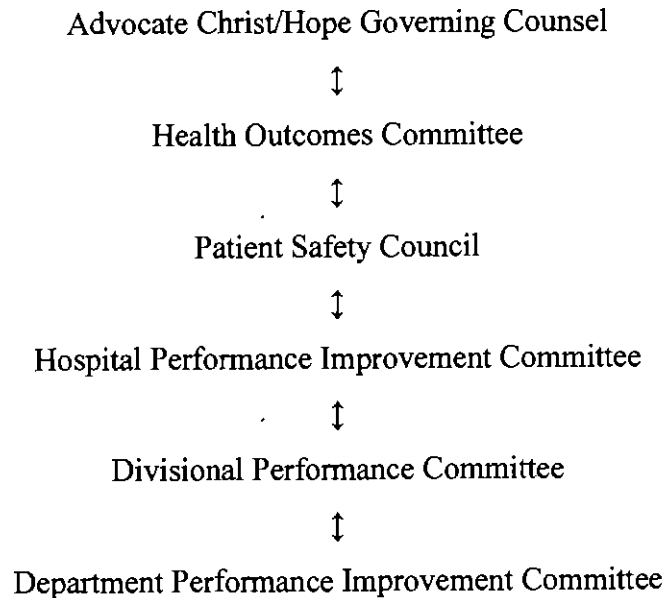 Advocate Christ/Hope Governing Counsel
↕
Health Outcomes Committee
↕
Patient Safety Council
↕
Hospital Performance Improvement Committee
↕
Divisional Performance Committee
↕
Department Performance Improvement Committee